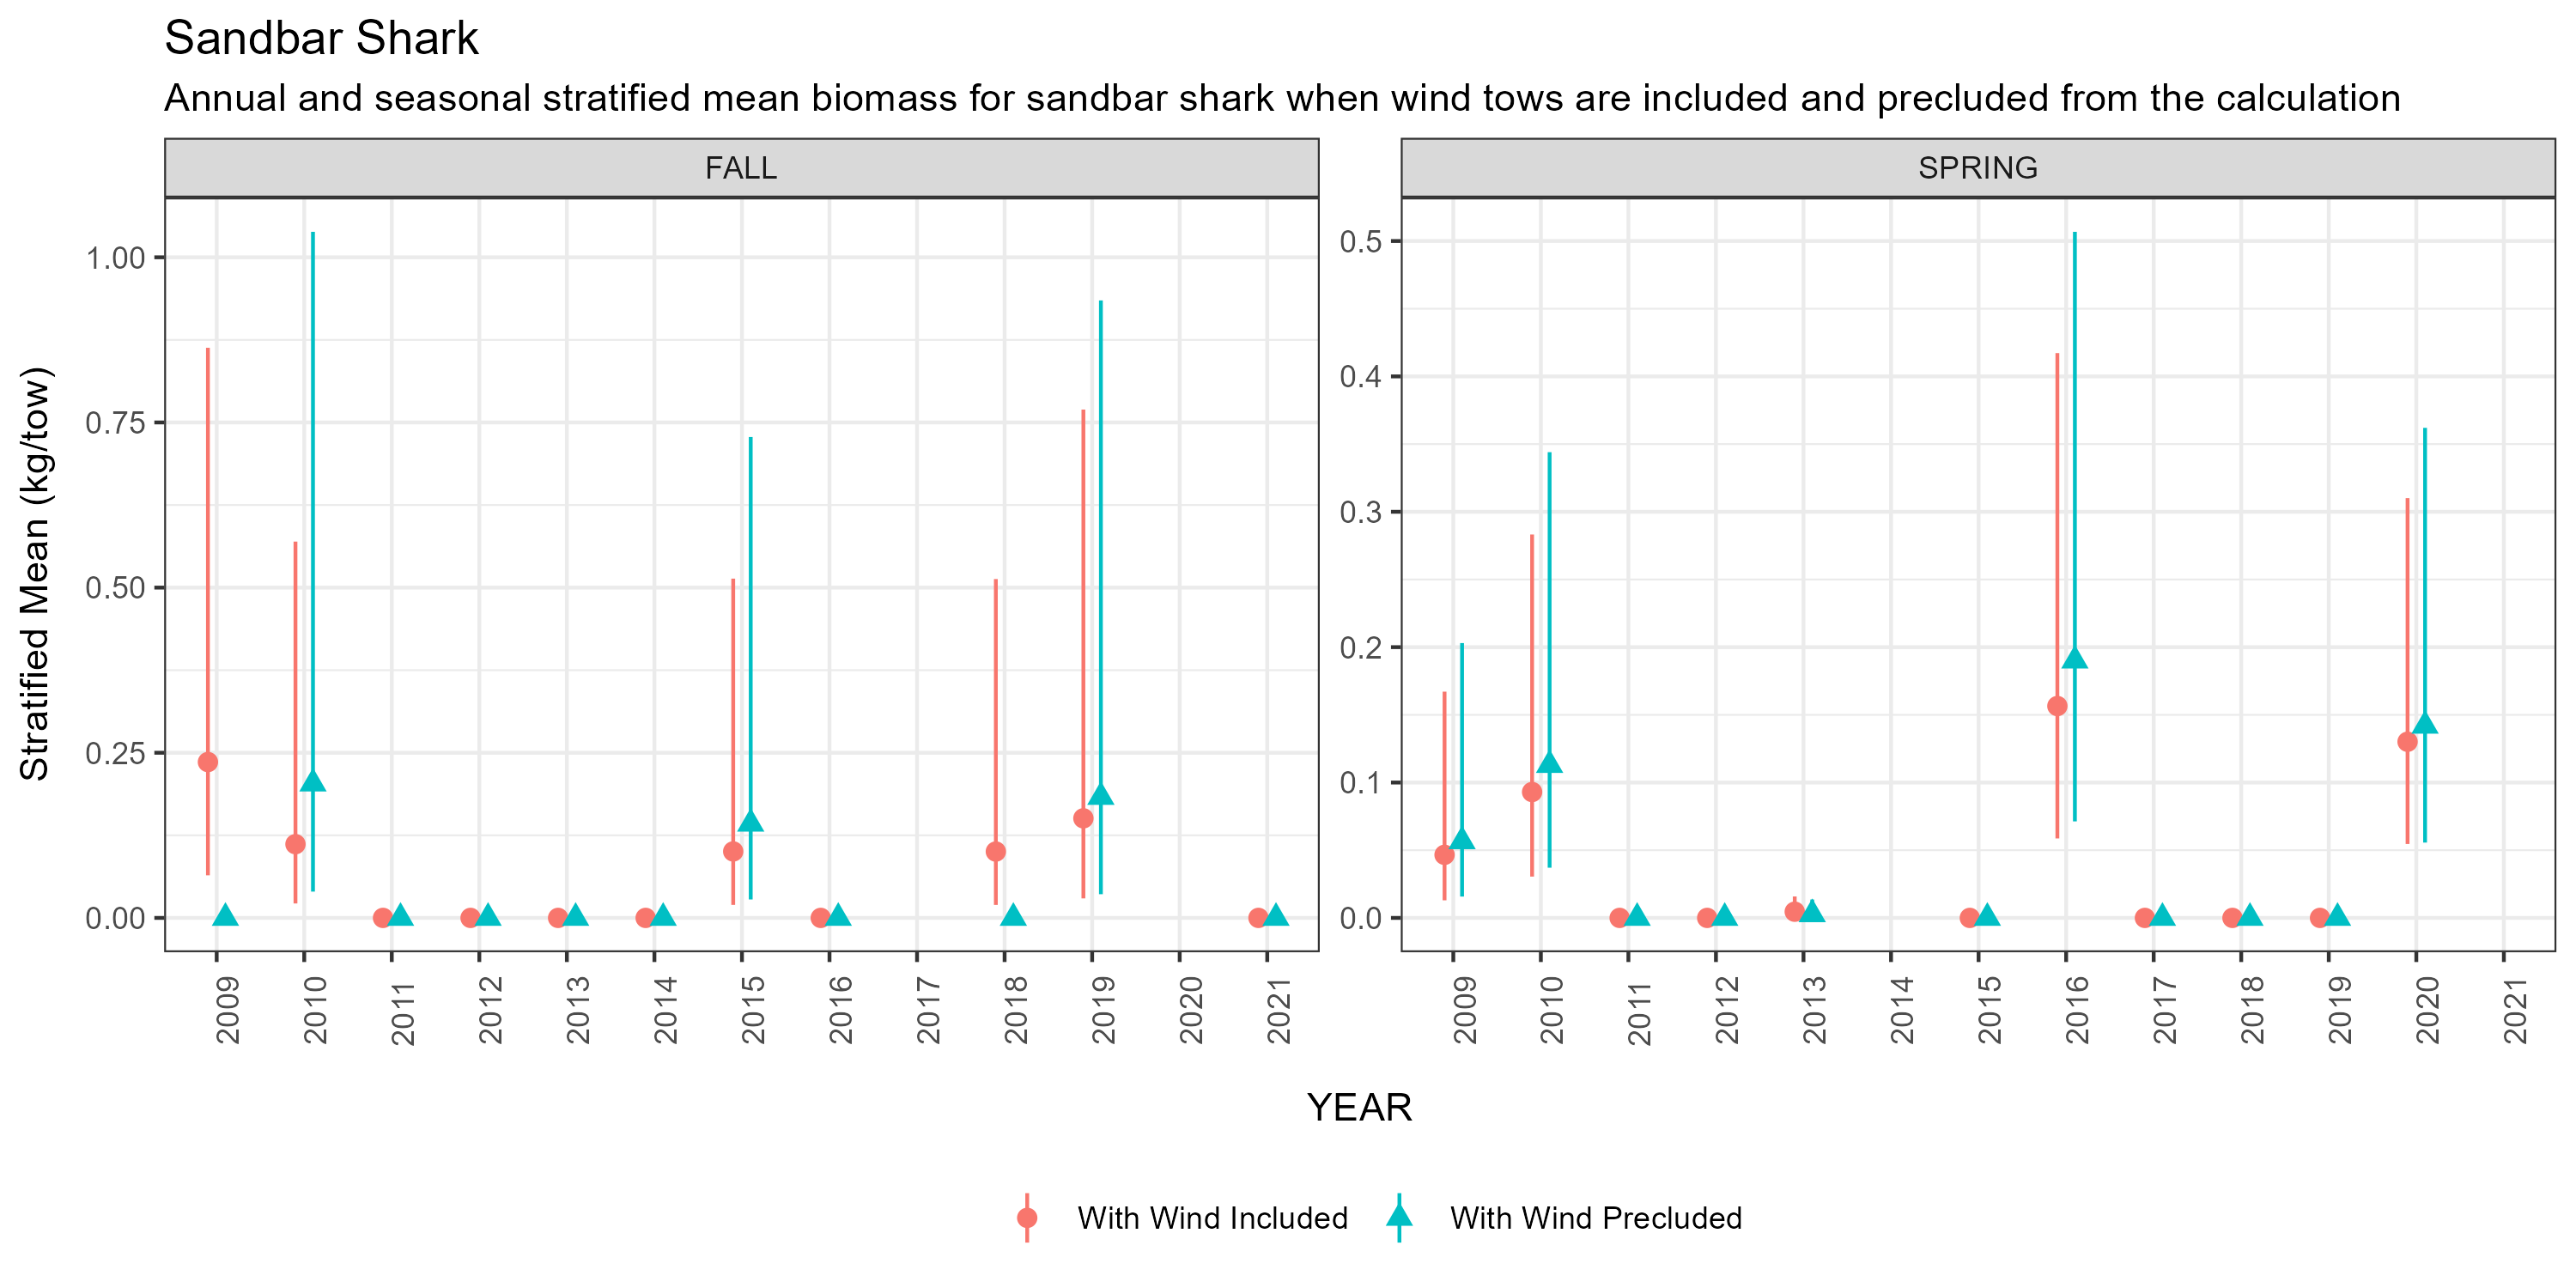 Sandbar Shark
Annual and seasonal stratified mean biomass for sandbar shark when wind tows are included and precluded from the calculation
FALL
SPRING
Stratified Mean (kg/tow)
1.00
0.75
0.50
0.25
0.00
0.5
0.4
0.3
0.2
0.1
0.0
2009 2010 2011 2012 2013 2014 2015 2016 2017 2018 2019 2020 2021
2009 2010 2011 2012 2013 2014 2015 2016 2017 2018 2019 2020 2021
YEAR
With Wind Included With Wind Precluded